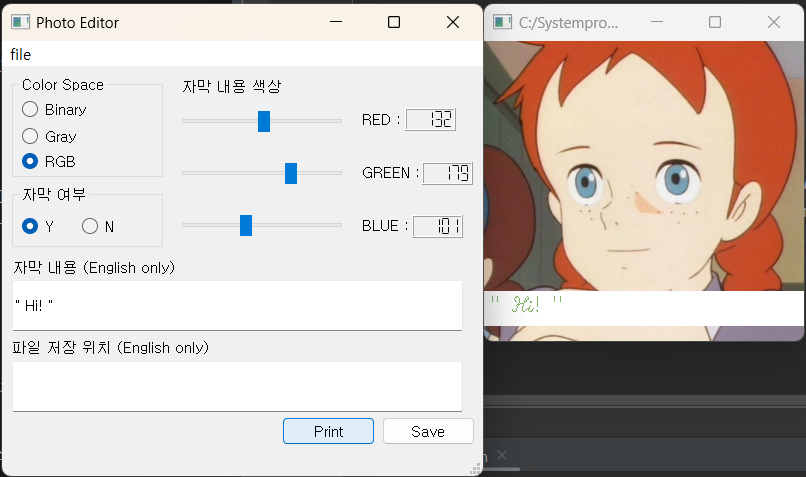 Photo Editor
C:/Systempro...
file
Color Space
Binary
Gray
RGB
자막 내용 색상
RED : 132
GREEN : 179
BLUE : 101
자막 여부
Y N
자막 내용 (English only)
" Hi! "
" Hi! "
파일 저장 위치 (English only)
Print Save